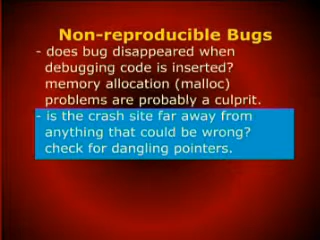 Non-reproducible Bugs
- does bug disappeared when
debugging code is inserted?
memory allocation (malloc)
problems are probably a culprit.
- is the crash site far away from
anything that could be wrong?
check for dangling pointers.